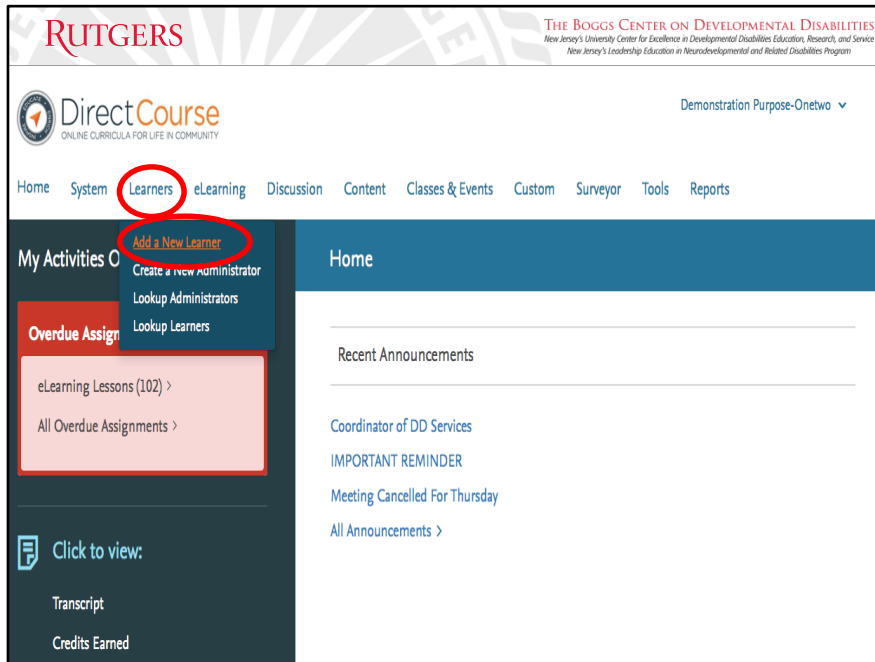 RUTGERS
THE BOGGS CENTER ON DEVELOPMENTAL DISABILITIES
New Jersey's University Center for Excellence in Developmental Disabilities Education, Research, and Service
New Jersey's Leadership Education in Neurodevelopmental and Related Disabilities Program
DirectCourse
ONLINE CURRICULA FOR LIFE IN COMMUNITY
Demonstration Purpose-Onetwo
Home System Learners eLearning Discussion Content Classes & Events Custom Surveyor Tools Reports
Add a New Learner
Create a New Administrator
Lookup Administrators
Lookup Learners
My Activities O
Home
Overdue Assign
eLearning Lessons (102) >
All Overdue Assignments >
Recent Announcements
Coordinator of DD Services
IMPORTANT REMINDER
Meeting Cancelled For Thursday
All Announcements >
Click to view:
Transcript
Credits Earned